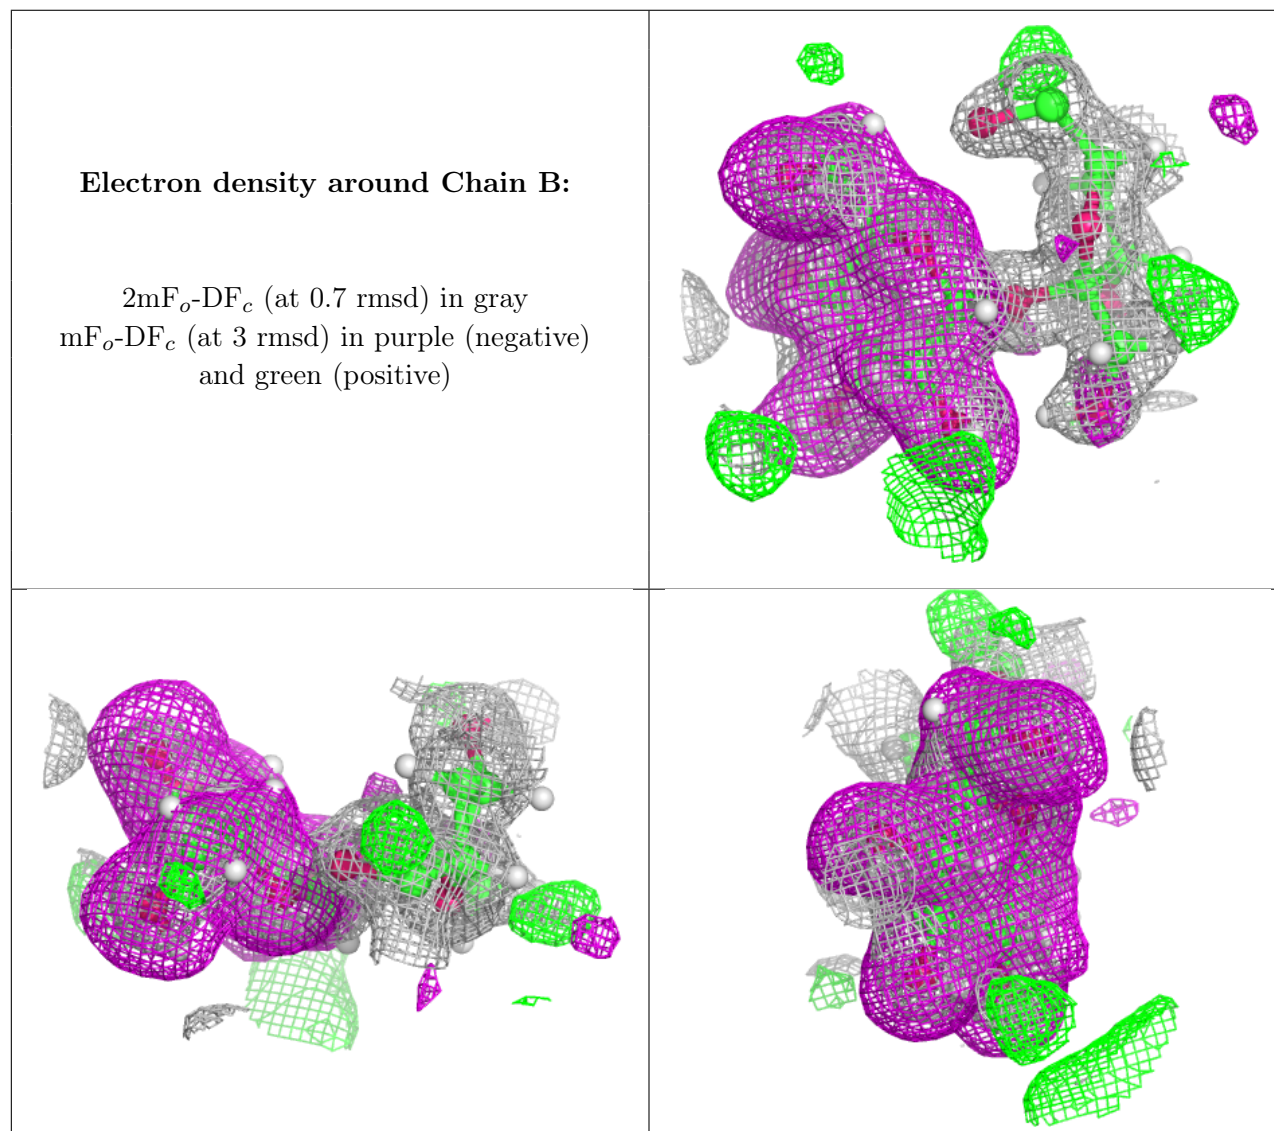 Electron density around Chain B:
2mFo-DFc (at 0.7 rmsd) in gray
mFo-DFc (at 3 rmsd) in purple (negative)
and green (positive)